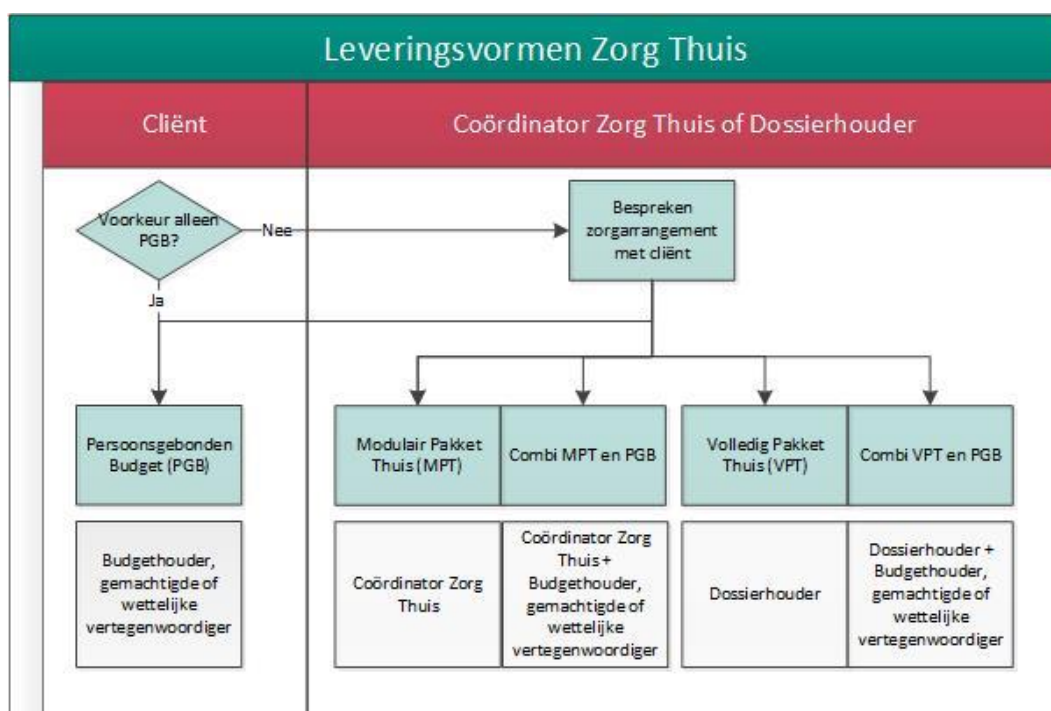 Leveringsvormen Zorg Thuis
Cliënt
Coördinator Zorg Thuis of Dossierhouder
Voorkeur alleen
PGB?
Nee
Bespreken
zorgarrangement
met cliënt
Ja
Persoonsgebonden
Budget (PGB)
Modulair Pakket
Thuis (MPT)
Combi MPT en PGB
Volledig Pakket
Thuis (VPT)
Combi VPT en PGB
Budgethouder,
gemachtigde of
wettelijke
vertegenwoordiger
Coördinator Zorg
Thuis
Coördinator Zorg
Thuis +
Budgethouder,
gemachtigde of
wettelijke
vertegenwoordiger
Dossierhouder
Dossierhouder +
Budgethouder,
gemachtigde of
wettelijke
vertegenwoordiger